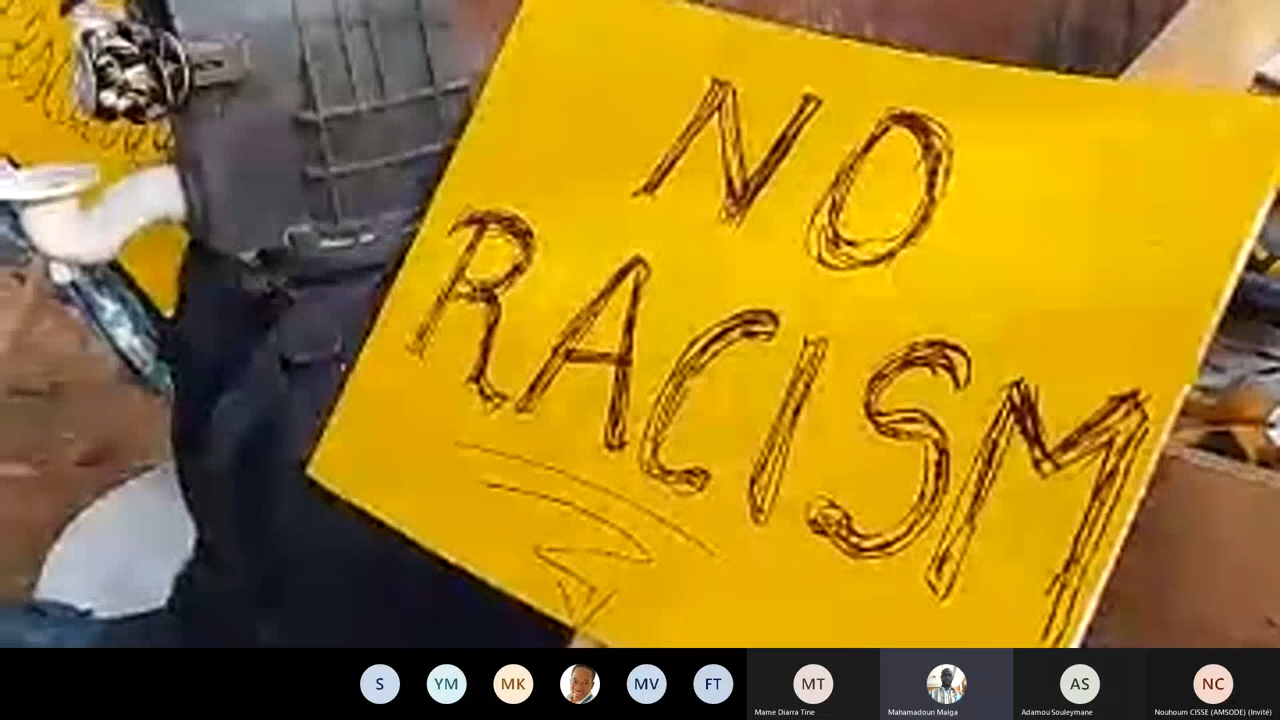 NO
RACISM
S
YM
MK
MV
FT
MT
AS
NC
Mame Diarra Tine
Mahamadoun Maiga
Adamou Souleymane
Nouhoum CISSE (AMSODE) (Invité)